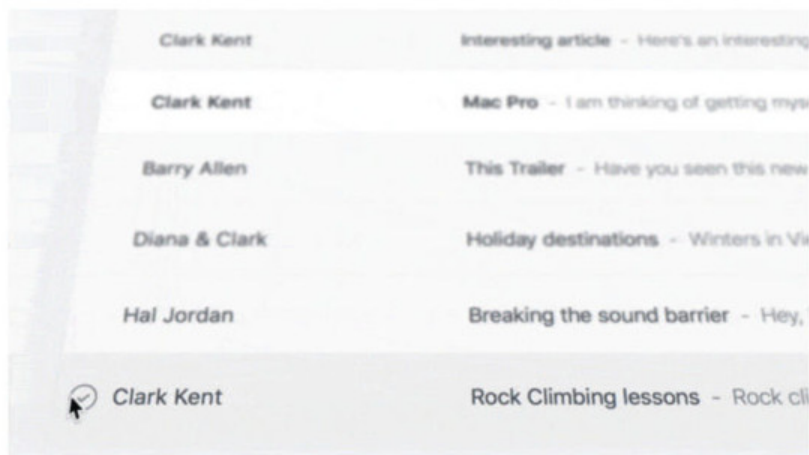 Clark Kent Interesting article - Here's an interesting
Clark Kent Mac Pro - I am thinking of getting
Barry Allen This Trailer - Have you seen this new
Diana & Clark Holiday destinations - Winters in
Hal Jordan Breaking the sound barrier - Hey,
Clark Kent Rock Climbing lessons - Rock